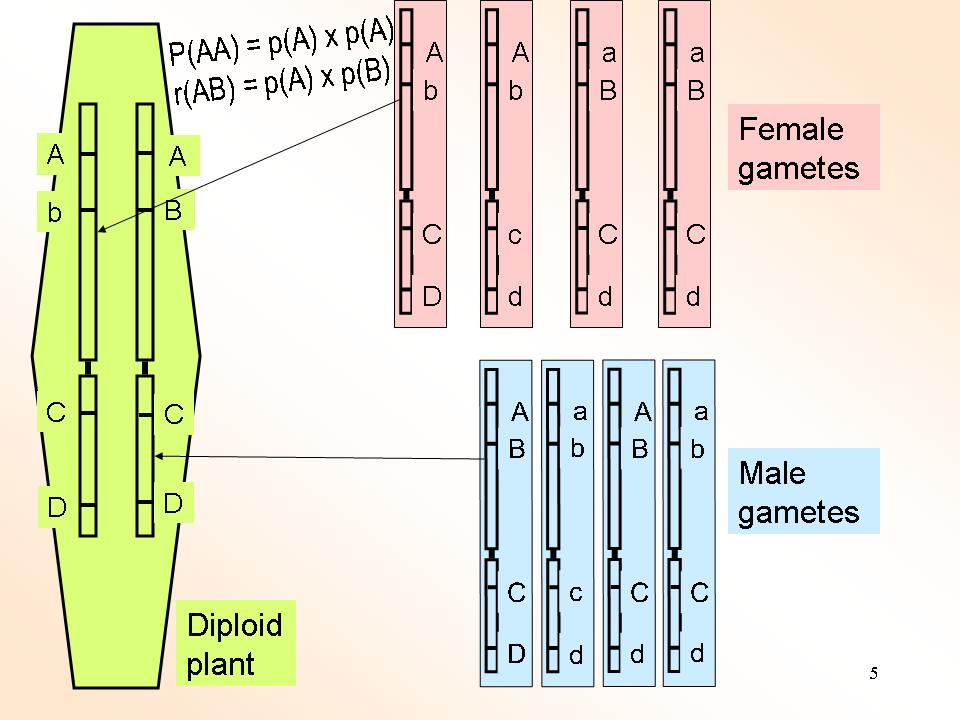 P(AA) = p(A) x p(A)
r(AB) = p(A) x p(B)
A A
b B
C C
D D
Diploid
plant
A A a a
b b B B
C c C C
D d d d
Female
gametes
A a A a
B b B b
C c C C
D d d d
Male
gametes
5